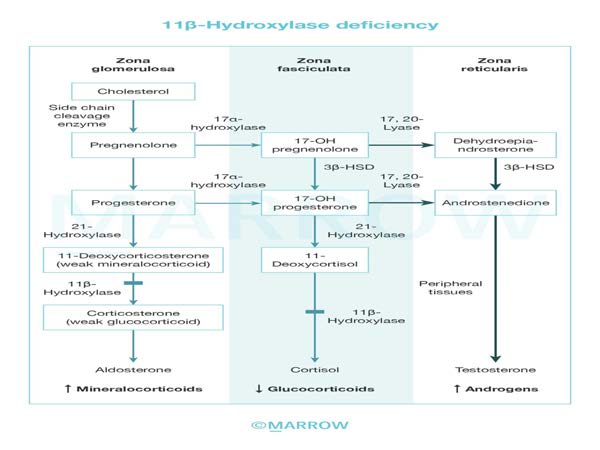 11β-Hydroxylase deficiency
Zona
glomerulosa
Zona
fasciculata
Zona
reticularis
Cholesterol
Side chain
cleavage
enzyme
17α-
hydroxylase
17, 20-
Lyase
Pregnenolone
17-OH
pregnenolone
Dehydroepia-
ndrosterone
3β-HSD
3β-HSD
17α-
hydroxylase
17, 20-
Lyase
Progesterone
17-OH
progesterone
Androstenedione
MARROW
21-
Hydroxylase
21-
Hydroxylase
11-Deoxycorticosterone
(weak mineralocorticoid)
11-
Deoxycortisol
Peripheral
tissues
11β-
Hydroxylase
11β-
Hydroxylase
Corticosterone
(weak glucocorticoid)
Aldosterone
Cortisol
Testosterone
↑ Mineralocorticoids
↓ Glucocorticoids
↑ Androgens
©MARROW